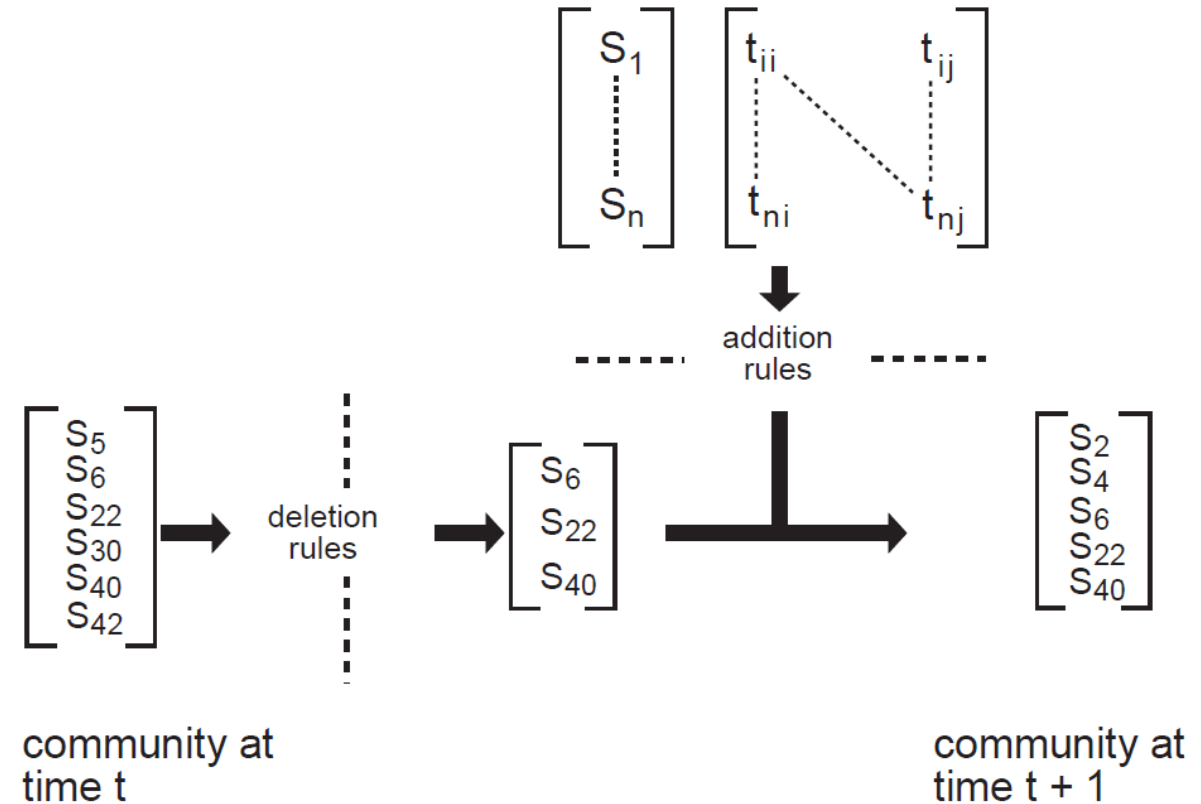 S1
Sn
tii tij
tni tnj
addition
rules
S5
S6
S22
S30
S40
S42
deletion
rules
S6
S22
S40
S2
S4
S6
S22
S40
community at
time t
community at
time t + 1